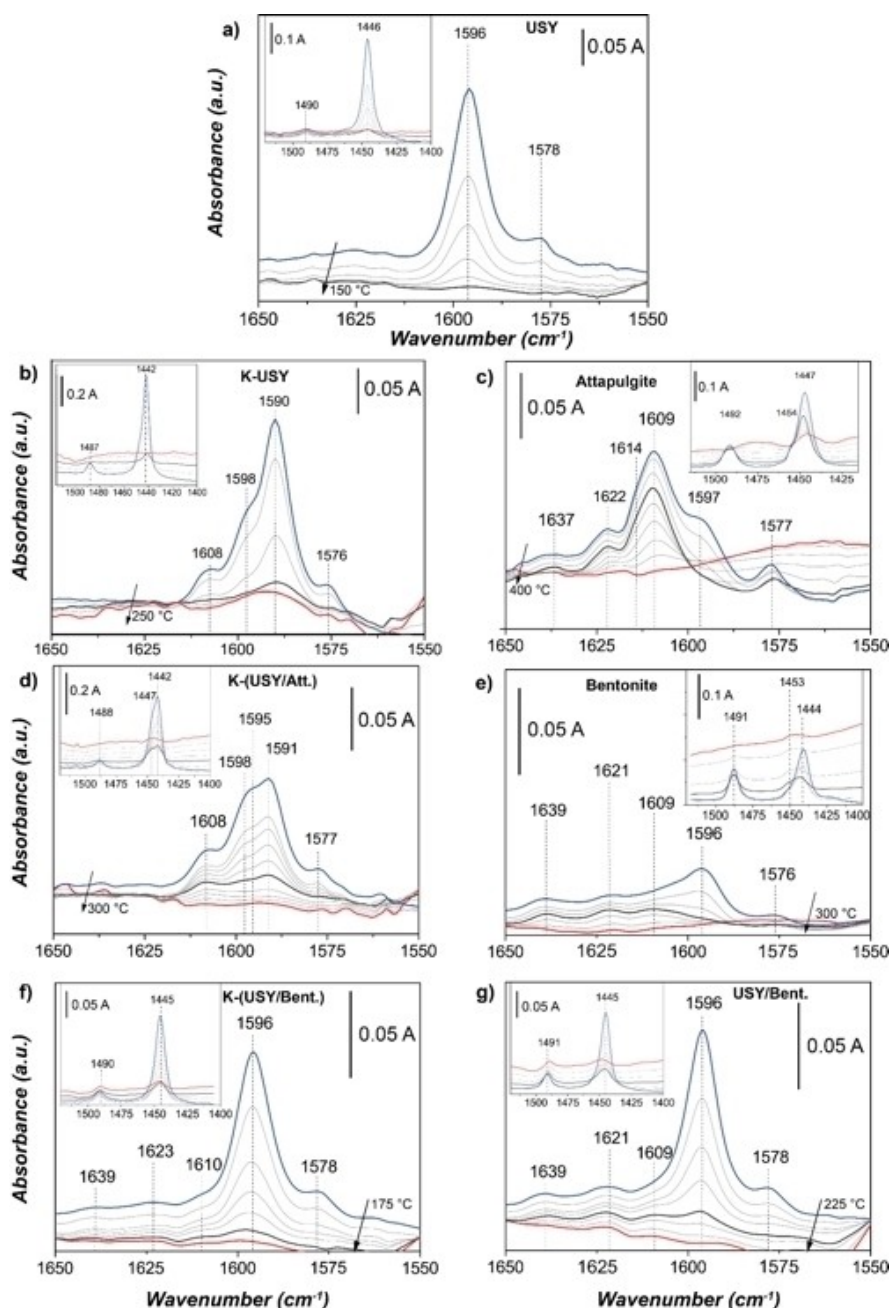 a)
USY
0.05 A
0.1 A
1446
1490
1500 1475 1450 1425 1400
1596
1578
150 °C
Absorbance (a.u.)
1650 1625 1600 1575 1550
Wavenumber (cm⁻¹)
b)
K-USY
0.05 A
0.2 A
1442
1487
1500 1480 1460 1440 1420 1400
1590
1598
1608
1576
250 °C
Absorbance (a.u.)
1650 1625 1600 1575 1550
c)
Attapulgite
0.05 A
0.1 A
1447
1454
1492
1500 1475 1450 1425
1609
1614
1622
1597
1637
1577
400 °C
1650 1625 1600 1575 1550
d)
K-(USY/Att.)
0.05 A
0.2 A
1442
1447
1488
1500 1480 1460 1440 1420 1400
1595
1598
1591
1608
1577
300 °C
Absorbance (a.u.)
1650 1625 1600 1575 1550
e)
Bentonite
0.05 A
0.1 A
1453
1444
1491
1500 1475 1450 1425 1400
1639
1621
1609
1596
1576
300 °C
1650 1625 1600 1575 1550
f)
K-(USY/Bent.)
0.05 A
0.05 A
1445
1490
1500 1475 1450 1425 1400
1596
1639
1623
1610
1578
175 °C
Absorbance (a.u.)
1650 1625 1600 1575 1550
Wavenumber (cm⁻¹)
g)
USY/Bent.
0.05 A
0.05 A
1445
1491
1500 1475 1450 1425 1400
1596
1639
1621
1609
1578
225 °C
1650 1625 1600 1575 1550
Wavenumber (cm⁻¹)